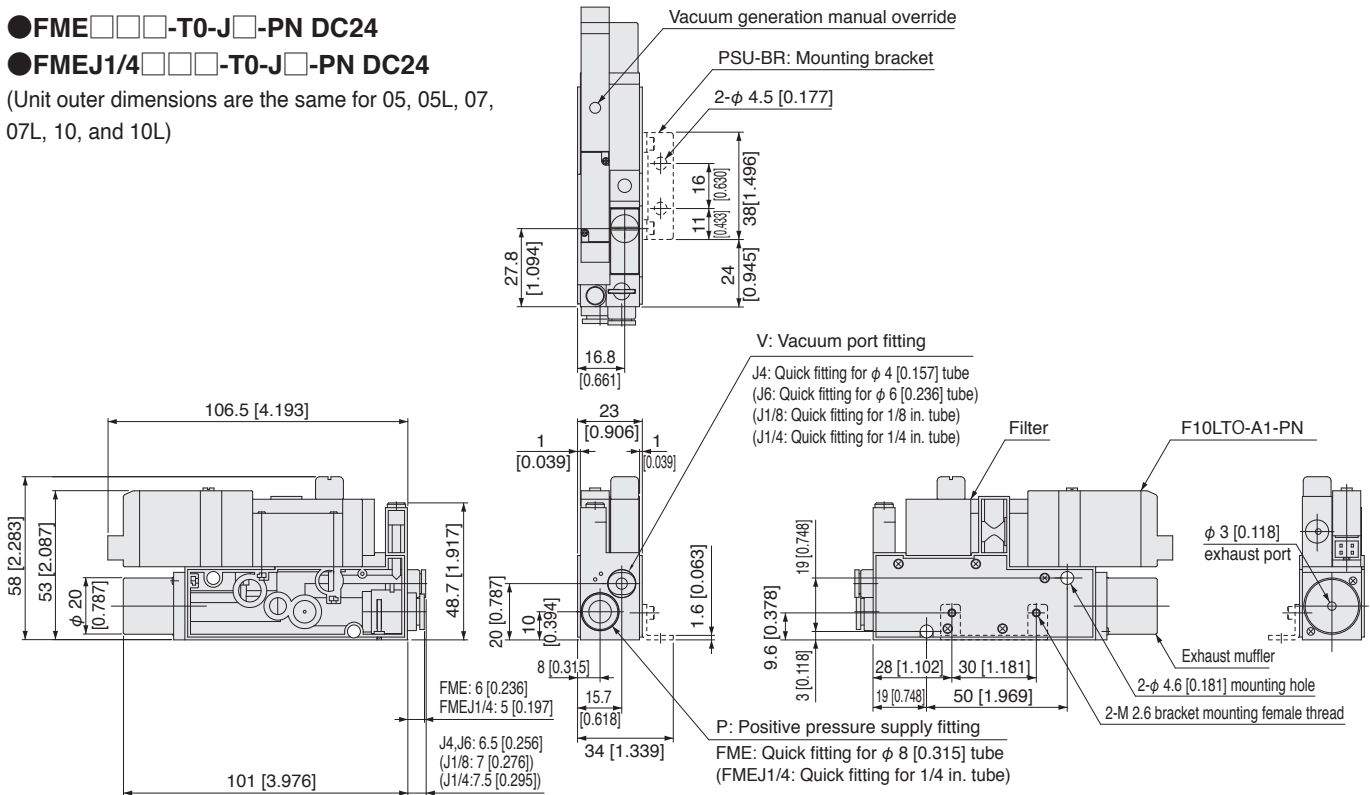 ●FME□□□-T0-J□-PN DC24
●FMEJ1/4□□□-T0-J□-PN DC24
(Unit outer dimensions are the same for 05, 05L, 07,
07L, 10, and 10L)
Vacuum generation manual override
PSU-BR: Mounting bracket
2-φ 4.5 [0.177]
16
[0.630]
11
[0.433]
38[1.496]
24
[0.945]
27.8
[1.094]
16.8
[0.661]
V: Vacuum port fitting
J4: Quick fitting for φ 4 [0.157] tube
(J6: Quick fitting for φ 6 [0.236] tube)
(J1/8: Quick fitting for 1/8 in. tube)
(J1/4: Quick fitting for 1/4 in. tube)
106.5 [4.193]
58 [2.283]
53 [2.087]
φ 20
[0.787]
48.7 [1.917]
FME: 6 [0.236]
FMEJ1/4: 5 [0.197]
J4,J6: 6.5 [0.256]
(J1/8: 7 [0.276])
(J1/4:7.5 [0.295])
101 [3.976]
23
[0.906]
1
[0.039]
1
[0.039]
20 [0.787]
10
[0.394]
1.6 [0.063]
8 [0.315]
15.7
[0.618]
34 [1.339]
P: Positive pressure supply fitting
FME: Quick fitting for φ 8 [0.315] tube
(FMEJ1/4: Quick fitting for 1/4 in. tube)
Filter
F10LTO-A1-PN
19 [0.748]
9.6 [0.378]
3 [0.118]
28 [1.102]
30 [1.181]
19 [0.748]
50 [1.969]
Exhaust muffler
2-φ 4.6 [0.181] mounting hole
2-M 2.6 bracket mounting female thread
φ 3 [0.118]
exhaust port